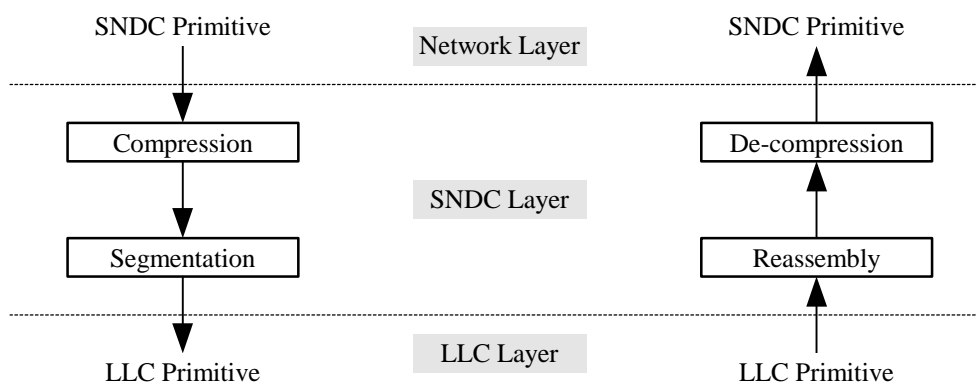 SNDC Primitive
Network Layer
SNDC Primitive
Compression
De-compression
SNDC Layer
Segmentation
Reassembly
LLC Layer
LLC Primitive
LLC Primitive